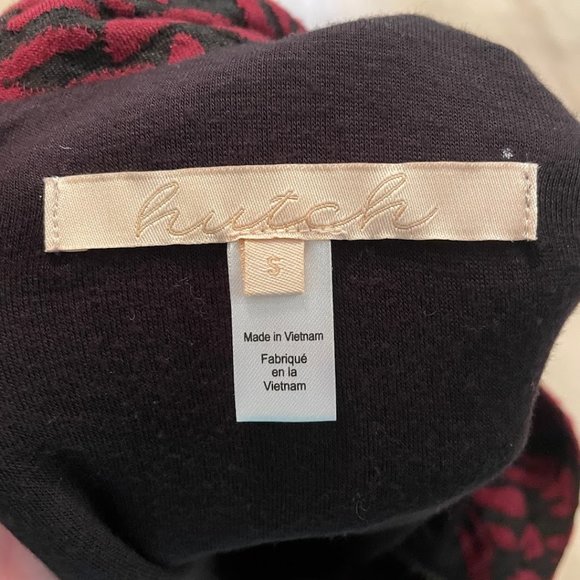 hutch
S
Made in Vietnam
Fabriqué
en la
Vietnam